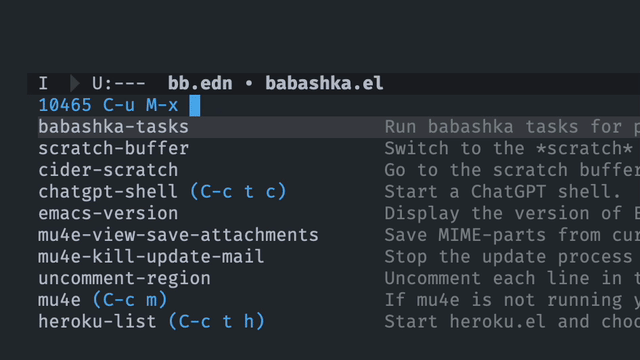 I U:--- bb.edn • babashka.el
10465 C-u M-x
babashka-tasks Run babashka tasks for
scratch-buffer Switch to the *scratch*
cider-scratch Go to the scratch buffer
chatgpt-shell (C-c t c) Start a ChatGPT shell.
emacs-version Display the version of
mu4e-view-save-attachments Save MIME-parts from
mu4e-kill-update-mail Stop the update process
uncomment-region Uncomment each line in
mu4e (C-c m) If mu4e is not running
heroku-list (C-c t h) Start heroku.el and